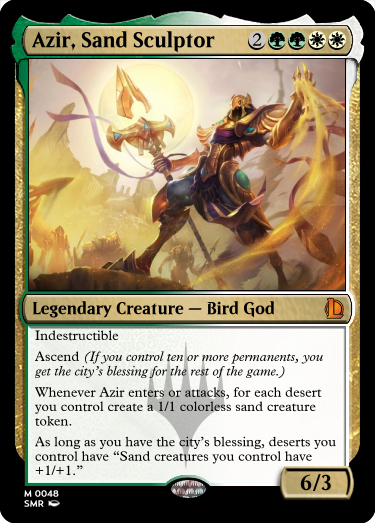 Azir, Sand Sculptor 2
Legendary Creature — Bird God
Indestructible
Ascend (If you control ten or more permanents, you
get the city's blessing for the rest of the game.)
Whenever Azir enters or attacks, for each desert
you control create a 1/1 colorless sand creature
token.
As long as you have the city's blessing, deserts you
control have “Sand creatures you control have
+1/+1.”
6/3
M 0048
SMR